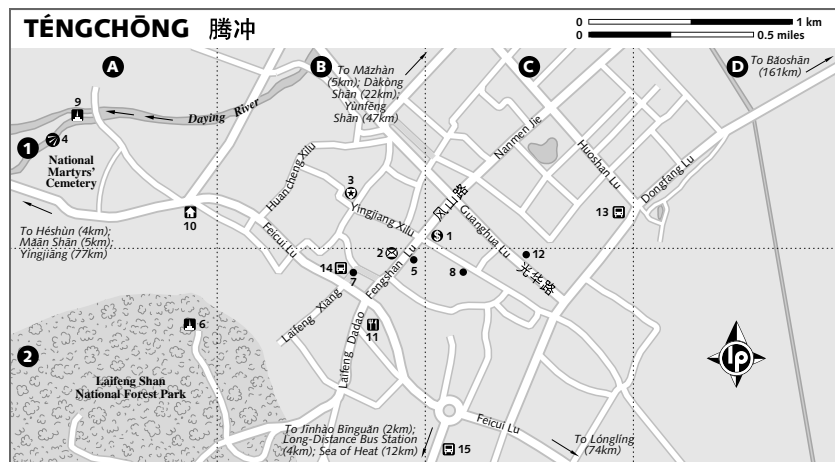 TÉNGCHŌNG 腾冲
0 1 km
0 0.5 miles
A
B
C
D
To Mǎzhàn
(5km); Dàkòng
Shān (22km);
Yúnfēng
Shān (47km)
To Bǎoshān
(161km)
9
Daying River
4
1
National
Martyrs'
Cemetery
3
Huancheng Xilu
Yingjiang Xilu
Nanmen Jie
Huoshan Lu
Dongfang Lu
凤山路
Guanghua Lu
光华路
13
10
To Héshùn (4km);
Mǎān Shān (5km);
Yíngjiāng (77km)
Feicui Lu
2
1
12
14
7
Fengshan Lu
5
8
6
Laifeng Xiang
Laifeng Dadao
11
2
Laifeng Shan
National Forest Park
lp
To Jīnhào Bīnguǎn (2km);
Long-Distance Bus Station
(4km); Sea of Heat (12km)
15
Feicui Lu
To Lónglíng
(74km)